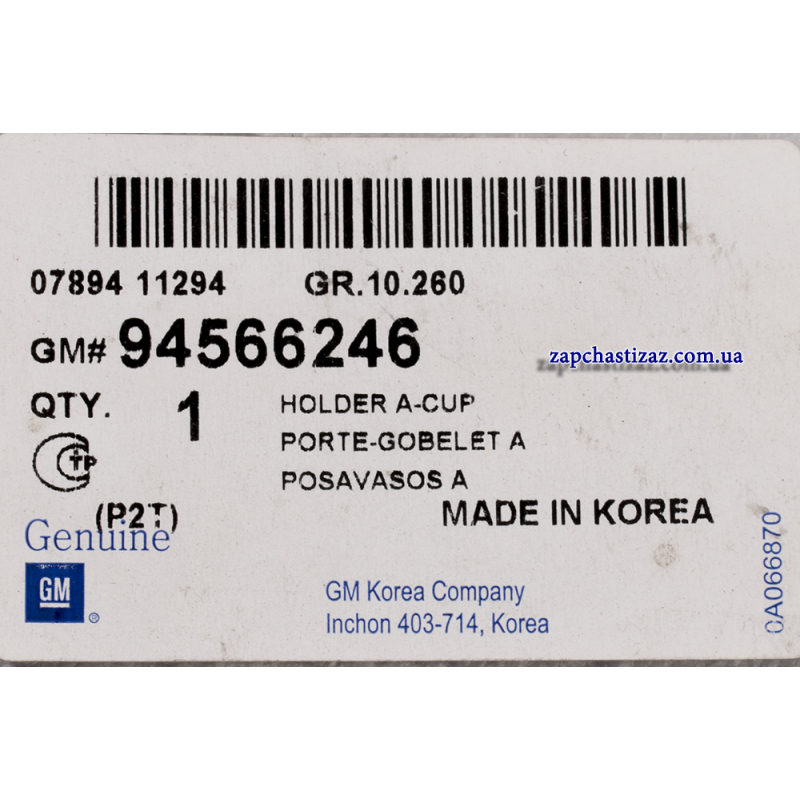 07894 11294 GR.10.260
GM# 94566246
zapchastizaz.com.ua
QTY. 1 HOLDER A-CUP
PORTE-GOBELET A
TP
POSAVASOS A
(P2T) MADE IN KOREA
Genuine
GM ®
GM Korea Company
Inchon 403-714, Korea
CA066870